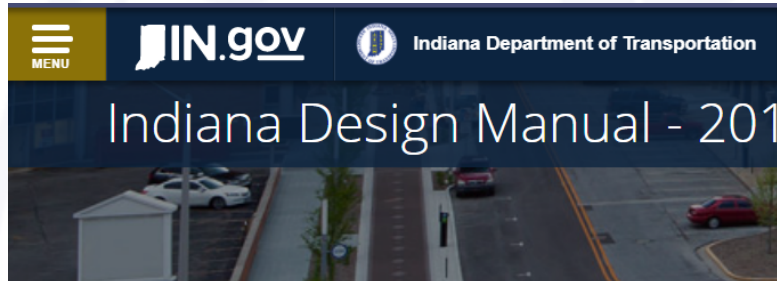 MENU
IN.gov
Indiana Department of Transportation
Indiana Design Manual - 201